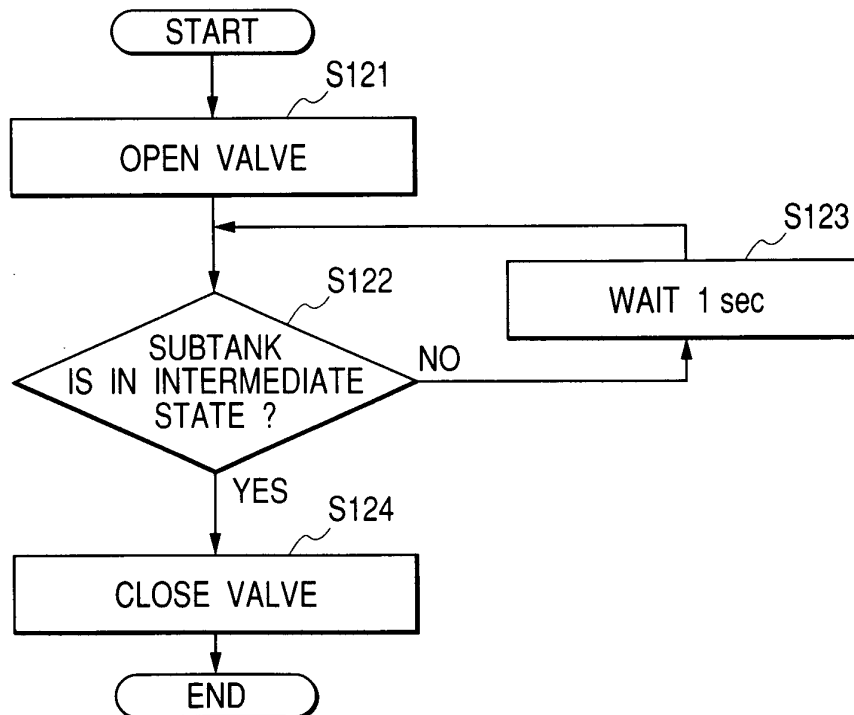 START
S121
OPEN VALVE
S123
WAIT 1 sec
S122
SUBTANK
IS IN INTERMEDIATE
STATE ?
NO
YES
S124
CLOSE VALVE
END